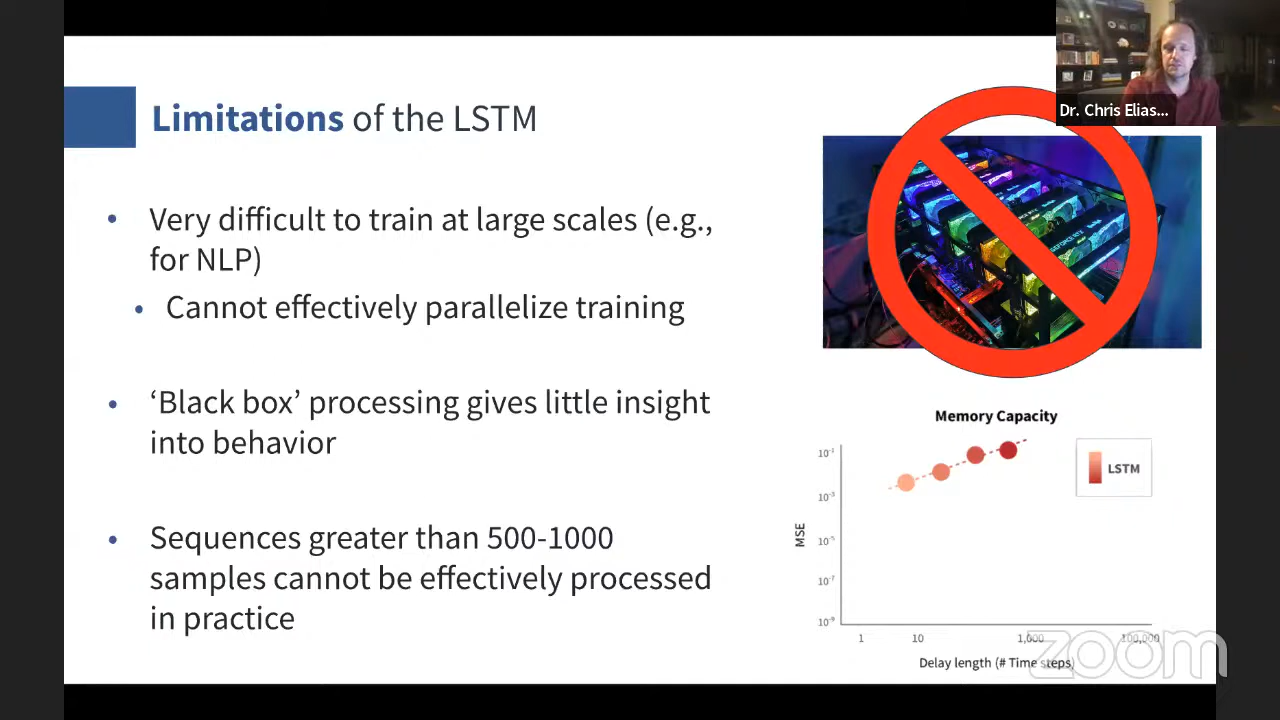 Dr. Chris Elias...
Limitations of the LSTM
• Very difficult to train at large scales (e.g.,
for NLP)
• Cannot effectively parallelize training
• ‘Black box’ processing gives little insight
into behavior
• Sequences greater than 500-1000
samples cannot be effectively processed
in practice
GEFORCE RTX
Memory Capacity
LSTM
MSE
10⁻¹
10⁻³
10⁻⁵
10⁻⁷
10⁻⁹
1 10 1,000 100,000
Delay length (# Time steps)
zoom